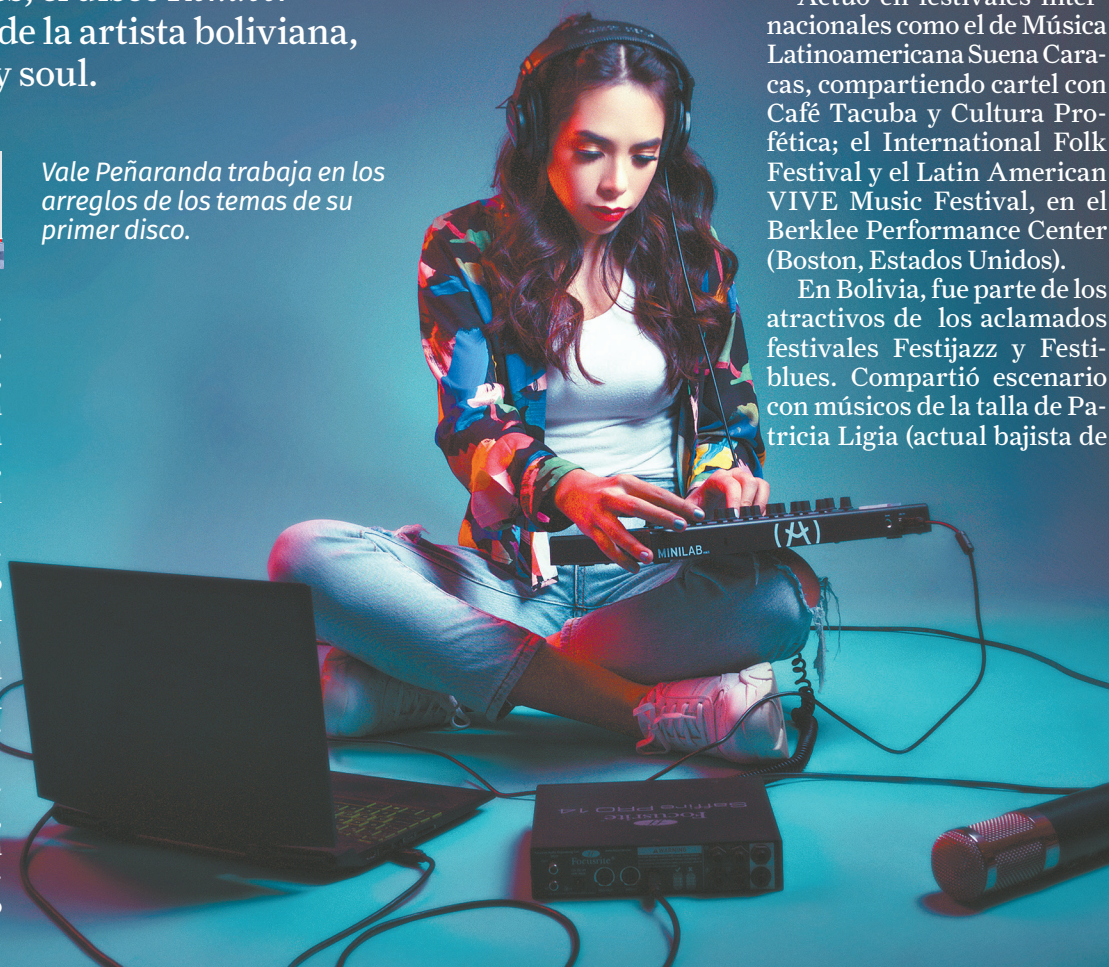 de la artista boliviana,
y soul.
Vale Peñaranda trabaja en los
arreglos de los temas de su
primer disco.
nacionales como el de Música
Latinoamericana Suena Cara-
cas, compartiendo cartel con
Café Tacuba y Cultura Pro-
fética; el International Folk
Festival y el Latin American
VIVE Music Festival, en el
Berklee Performance Center
(Boston, Estados Unidos).
En Bolivia, fue parte de los
atractivos de los aclamados
festivales Festijazz y Festi-
blues. Compartió escenario
con músicos de la talla de Pa-
tricia Ligia (actual bajista de
MINILAB
Focusrite
Saffire PRO 14
Focusrite